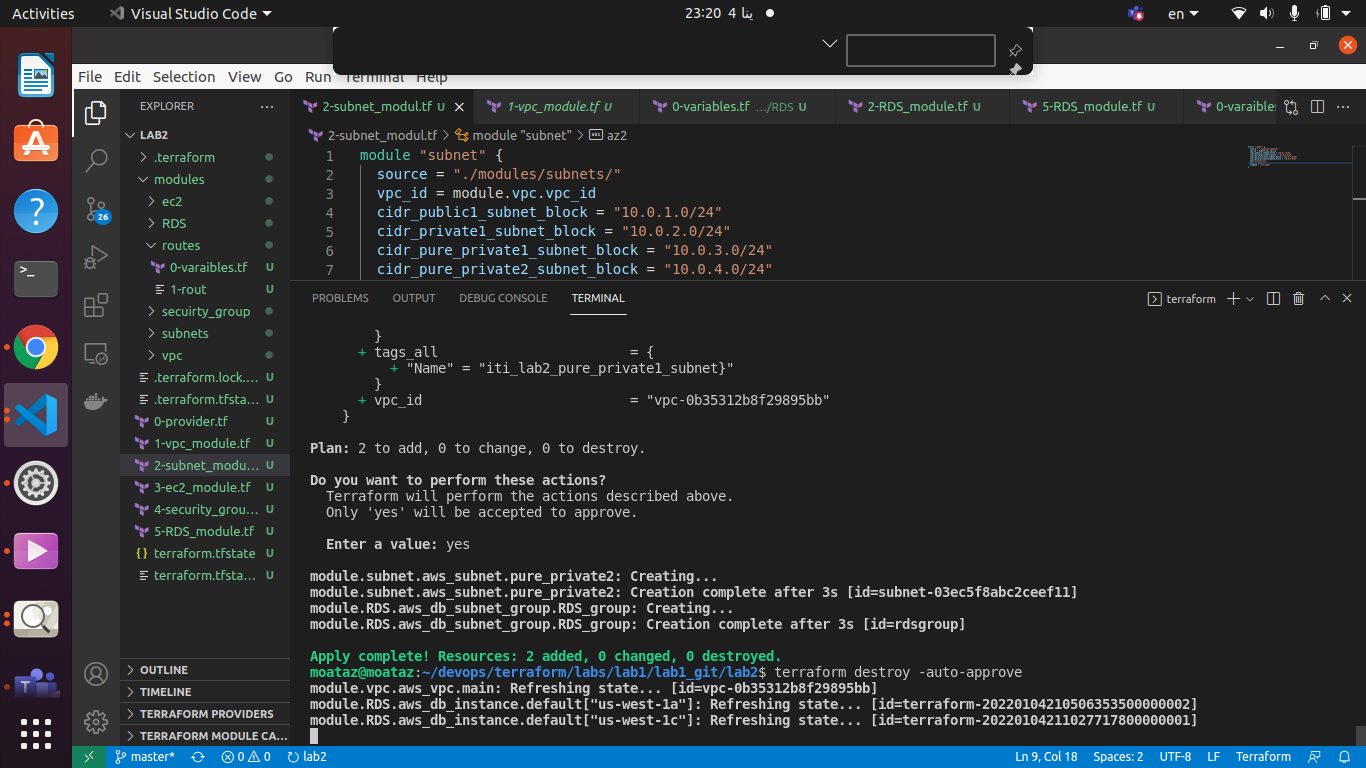 Activities
Visual Studio Code
23:20 4 ينا
en
File Edit Selection View Go Run Terminal Help
EXPLORER
LAB2
.terraform
modules
ec2
RDS
routes
0-varaibles.tf U
1-rout U
secuirty_group
subnets
vpc
.terraform.lock.... U
.terraform.tfsta... U
0-provider.tf U
1-vpc_module.tf U
2-subnet_modu... U
3-ec2_module.tf U
4-security_grou... U
5-RDS_module.tf U
{} terraform.tfstate U
terraform.tfsta... U
OUTLINE
TIMELINE
TERRAFORM PROVIDERS
TERRAFORM MODULE CA...
26
2-subnet_modul.tf U
1-vpc_module.tf U
0-variables.tf .../RDS U
2-RDS_module.tf U
5-RDS_module.tf U
0-varaibles
2-subnet_modul.tf > module "subnet" > abc az2
1 module "subnet" {
2 source = "./modules/subnets/"
3 vpc_id = module.vpc.vpc_id
4 cidr_public1_subnet_block = "10.0.1.0/24"
5 cidr_private1_subnet_block = "10.0.2.0/24"
6 cidr_pure_private1_subnet_block = "10.0.3.0/24"
7 cidr_pure_private2_subnet_block = "10.0.4.0/24"
PROBLEMS OUTPUT DEBUG CONSOLE TERMINAL
terraform
}
+ tags_all = {
+ "Name" = "iti_lab2_pure_private1_subnet}"
}
+ vpc_id = "vpc-0b35312b8f29895bb"
}
Plan: 2 to add, 0 to change, 0 to destroy.
Do you want to perform these actions?
Terraform will perform the actions described above.
Only 'yes' will be accepted to approve.
Enter a value: yes
module.subnet.aws_subnet.pure_private2: Creating...
module.subnet.aws_subnet.pure_private2: Creation complete after 3s [id=subnet-03ec5f8abc2ceef11]
module.RDS.aws_db_subnet_group.RDS_group: Creating...
module.RDS.aws_db_subnet_group.RDS_group: Creation complete after 3s [id=rdsgroup]
Apply complete! Resources: 2 added, 0 changed, 0 destroyed.
moataz@moataz:~/devops/terraform/labs/lab1/lab1_git/lab2$ terraform destroy -auto-approve
module.vpc.aws_vpc.main: Refreshing state... [id=vpc-0b35312b8f29895bb]
module.RDS.aws_db_instance.default["us-west-1a"]: Refreshing state... [id=terraform-20220104210506353500000002]
module.RDS.aws_db_instance.default["us-west-1c"]: Refreshing state... [id=terraform-20220104211027717800000001]
master*
0 0
lab2
Ln 9, Col 18
Spaces: 2
UTF-8
LF
Terraform